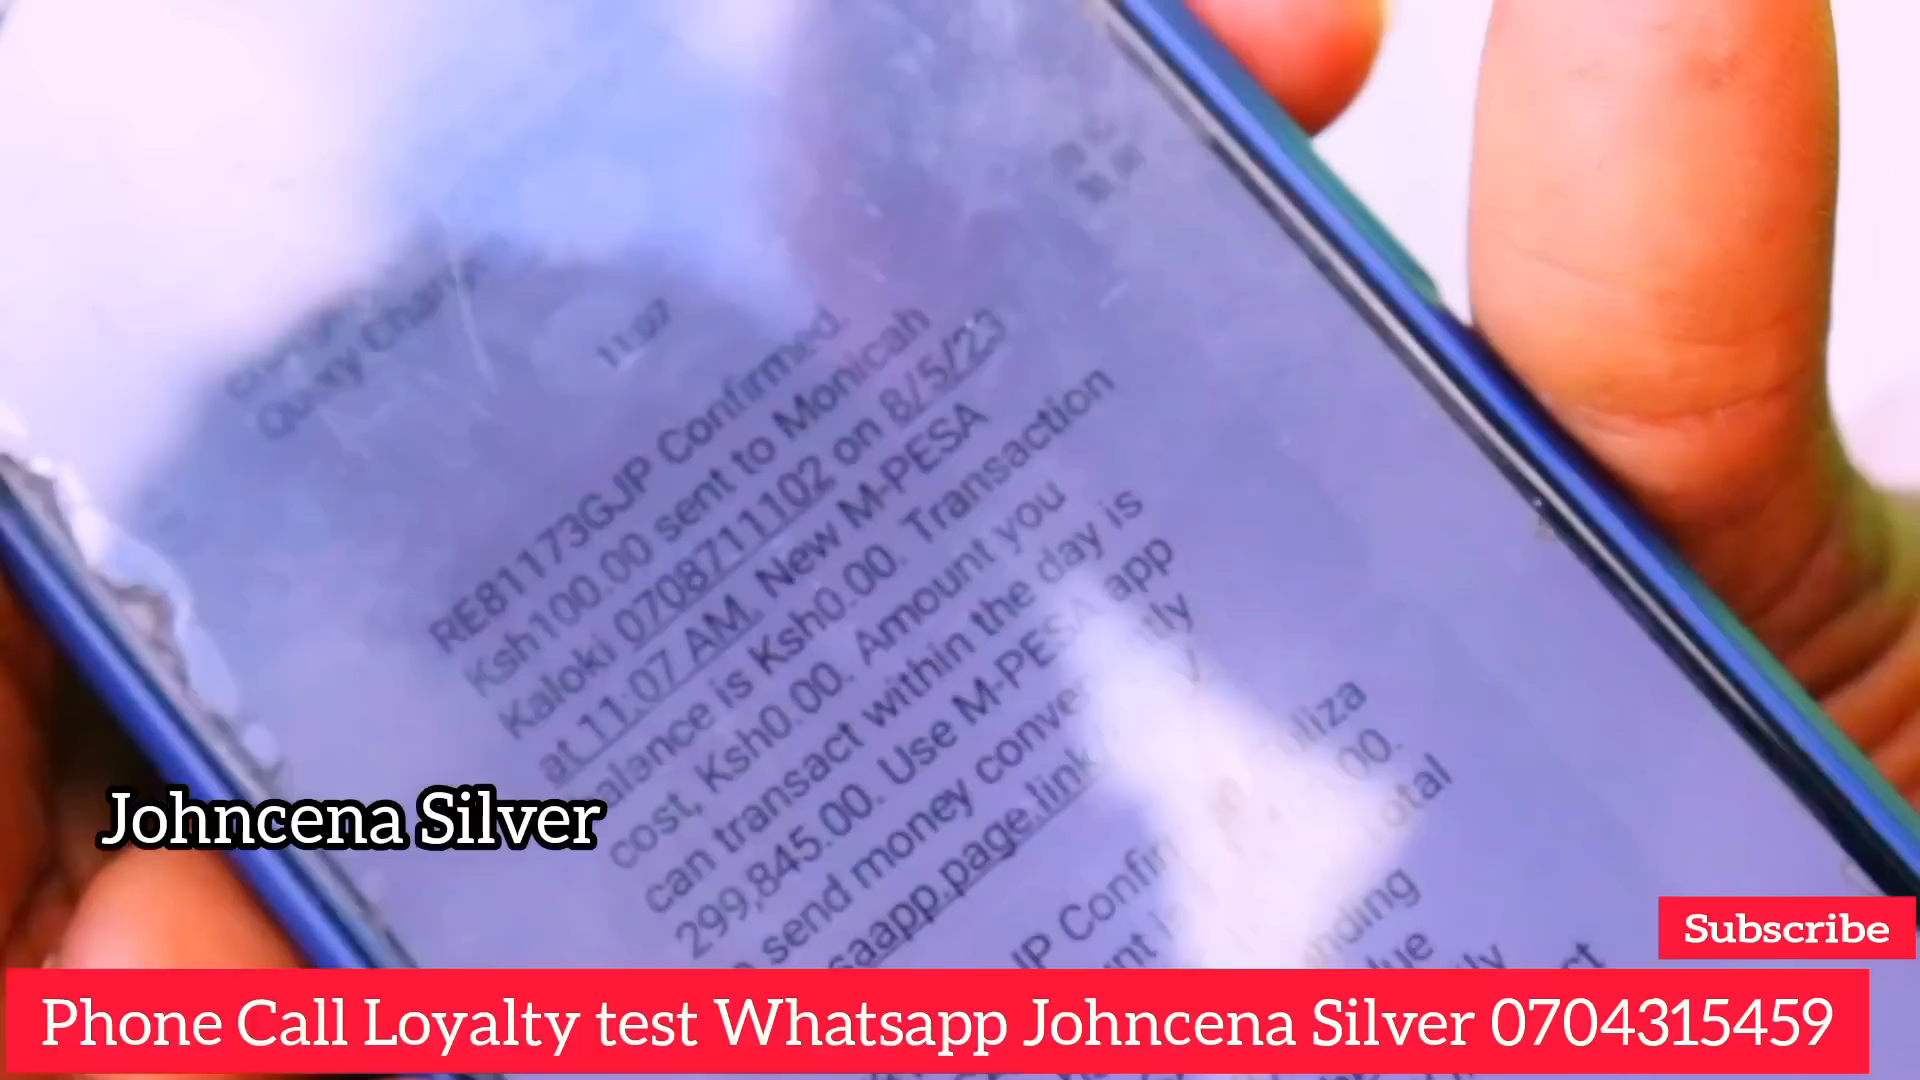 Query Charge
11:07
RE81173GJP Confirmed.
Ksh100.00 sent to Monicah
Kaloki 0708711102 on 8/5/23
at 11:07 AM. New M-PESA
balance is Ksh0.00. Transaction
cost, Ksh0.00. Amount you
can transact within the day is
299,845.00. Use M-PESA app
send money
saapp.page.link
JP
Johncena Silver
Subscribe
Phone Call Loyalty test Whatsapp Johncena Silver 0704315459